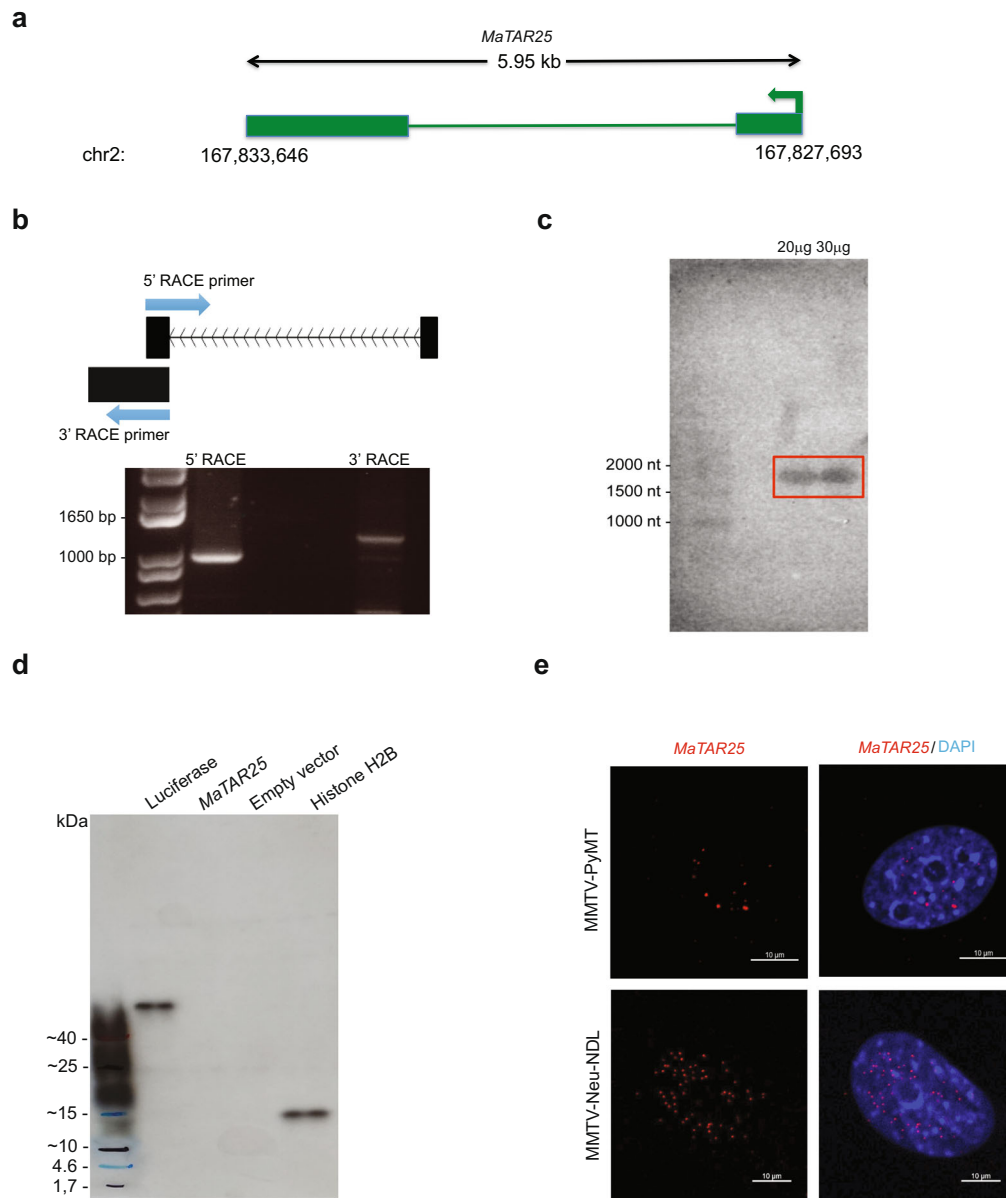 a
MaTAR25
5.95 kb
chr2:
167,833,646
167,827,693
b
5' RACE primer
3' RACE primer
5' RACE
3' RACE
1650 bp -
1000 bp -
c
20µg 30µg
2000 nt -
1500 nt -
1000 nt -
d
kDa
Luciferase
MaTAR25
Empty vector
Histone H2B
~40 -
~25 -
~15 -
~10 -
4.6 -
1,7 -
e
MaTAR25
MaTAR25/DAPI
MMTV-PyMT
10 µm
10 µm
MMTV-Neu-NDL
10 µm
10 µm